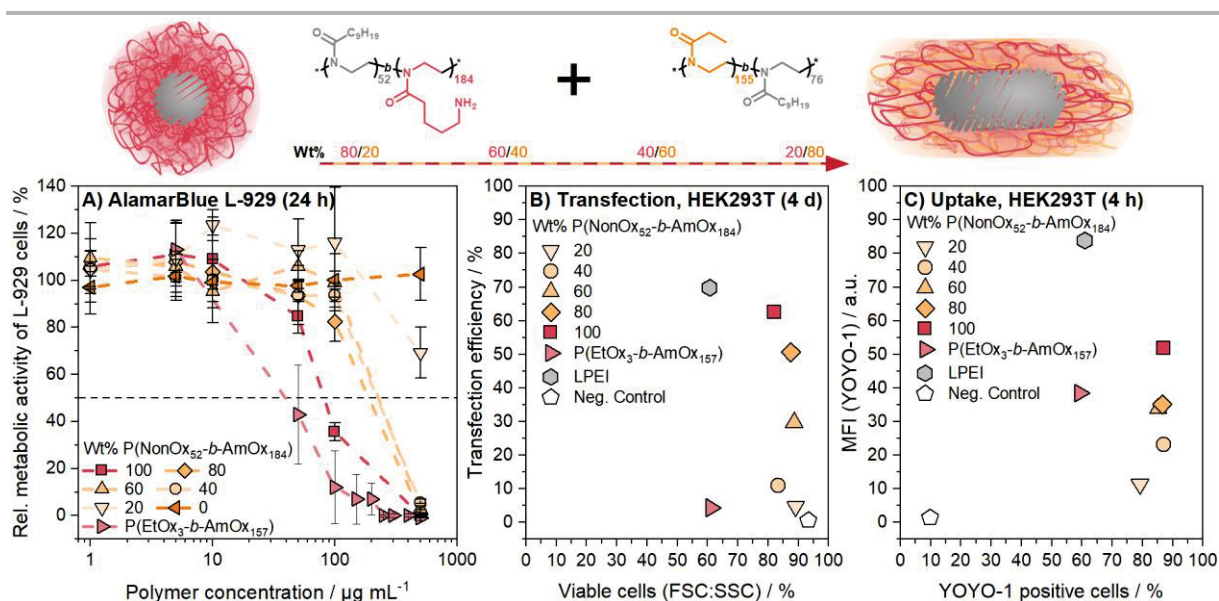 O
C₉H₁₉
N
b
N
52
184
O
NH₂
+
O
N
b
N
155
76
O
C₉H₁₉
Wt% 80/20 60/40 40/60 20/80
A) AlamarBlue L-929 (24 h)
Rel. metabolic activity of L-929 cells / %
140
120
100
80
60
40
20
0
Wt% P(NonOx₅₂-b-AmOx₁₈₄)
100 80
60 40
20 0
P(EtOx₃-b-AmOx₁₅₇)
1 10 100 1000
Polymer concentration / µg mL⁻¹
B) Transfection, HEK293T (4 d)
Transfection efficiency / %
100
90
80
70
60
50
40
30
20
10
0
Wt% P(NonOx₅₂-b-AmOx₁₈₄)
20
40
60
80
100
P(EtOx₃-b-AmOx₁₅₇)
LPEI
Neg. Control
0 10 20 30 40 50 60 70 80 90 100
Viable cells (FSC:SSC) / %
C) Uptake, HEK293T (4 h)
MFI (YOYO-1) / a.u.
100
90
80
70
60
50
40
30
20
10
0
Wt% P(NonOx₅₂-b-AmOx₁₈₄)
20
40
60
80
100
P(EtOx₃-b-AmOx₁₅₇)
LPEI
Neg. Control
0 10 20 30 40 50 60 70 80 90 100
YOYO-1 positive cells / %